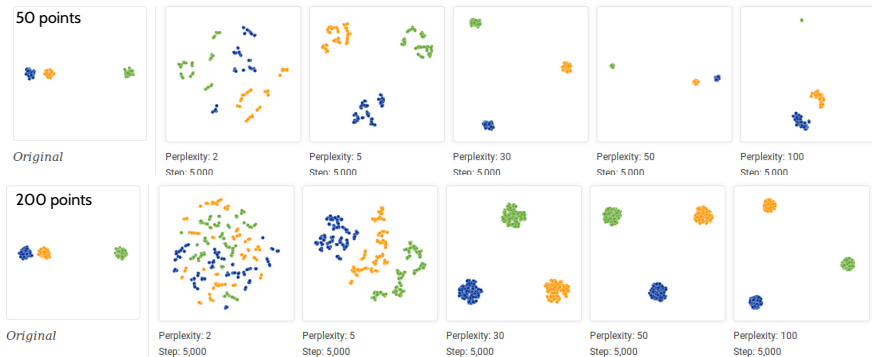 50 points
Original
Perplexity: 2
Step: 5,000
Perplexity: 5
Step: 5,000
Perplexity: 30
Step: 5,000
Perplexity: 50
Step: 5,000
Perplexity: 100
Step: 5,000
200 points
Original
Perplexity: 2
Step: 5,000
Perplexity: 5
Step: 5,000
Perplexity: 30
Step: 5,000
Perplexity: 50
Step: 5,000
Perplexity: 100
Step: 5,000